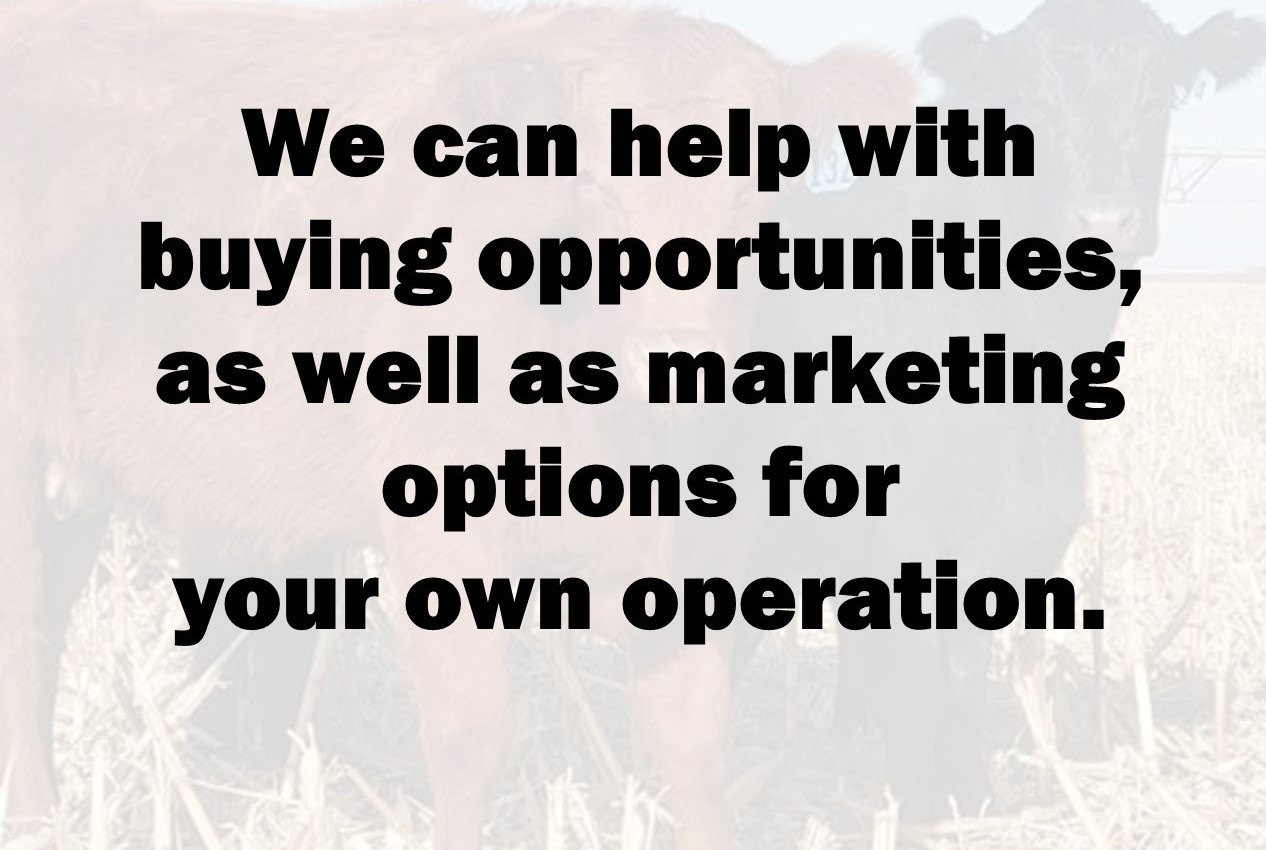 We can help with
buying opportunities,
as well as marketing
options for
your own operation.